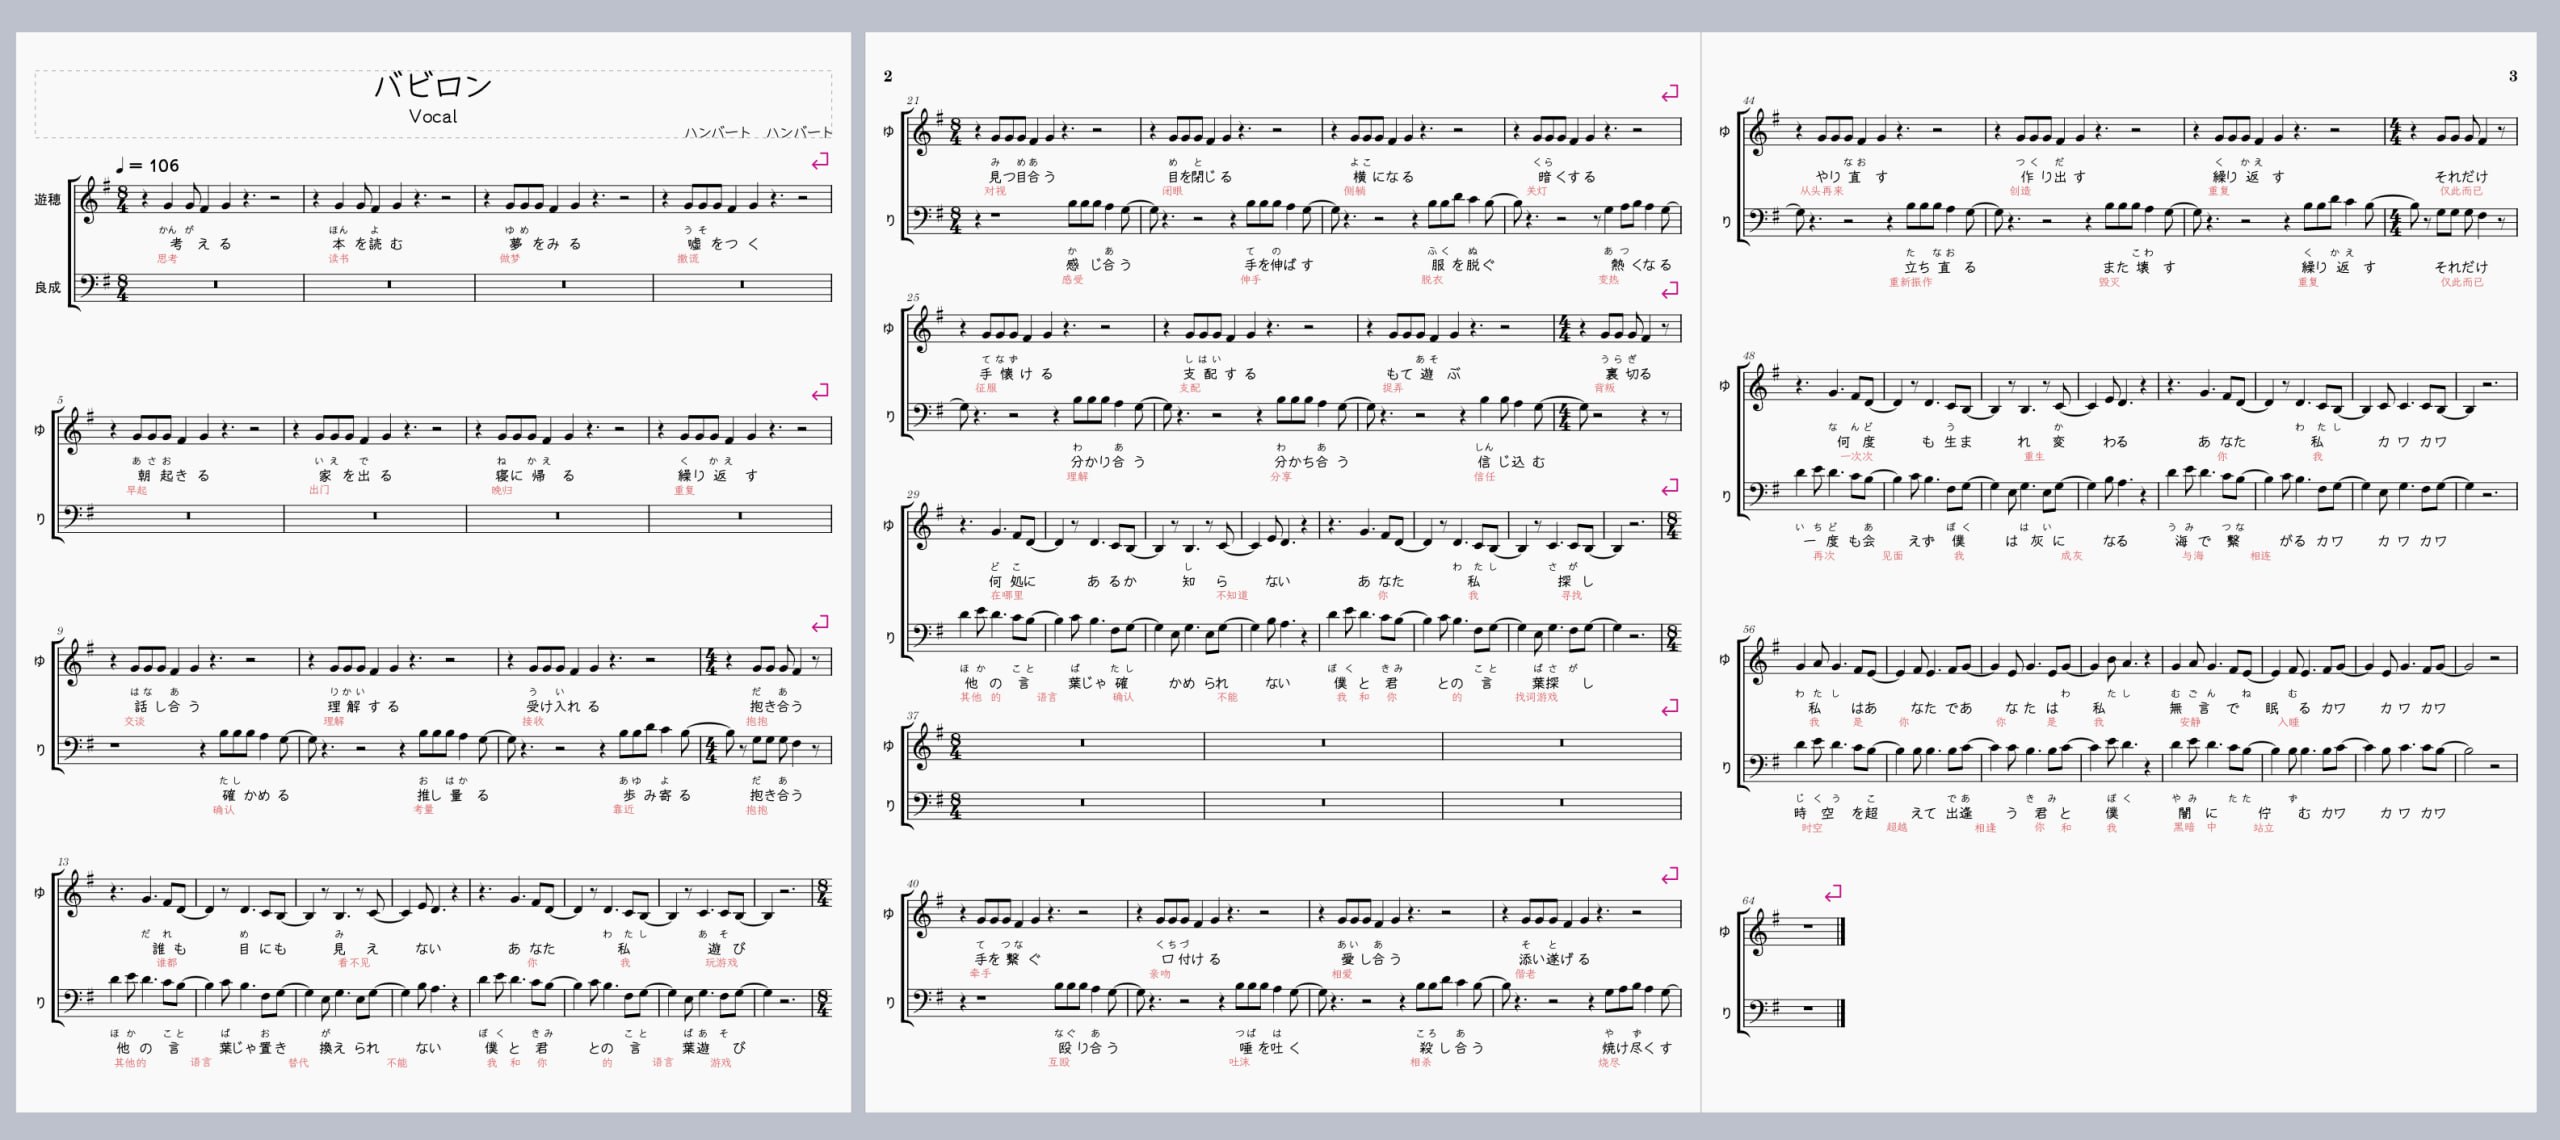 バビロン
Vocal
ハンバート ハンバート
♩= 106
遊穂
かん が ほん よ ゆ め う そ
考 え る 本 を 読 む 夢 を み る 嘘 を つ く
思考 读书 做梦 撒谎
良成
5
ゆ
あ さ お い え で ね か え く か え
朝 起 き る 家 を 出 る 寝 に 帰 る 繰 り 返 す
早起 出门 晚归 重复
り
9
ゆ
は な あ り か い う い だ あ
話 し 合 う 理 解 す る 受 け 入 れ る 抱き合う
交谈 理解 接收 抱抱
り
た し お は か あ ゆ よ だ あ
確 か め る 推 し 量 る 歩 み 寄 る 抱き合う
确认 考量 靠近 抱抱
13
ゆ
だ れ め み わ た し あ そ
誰 も 目 に も 見 え な い あ な た 私 遊 び
谁都 看不见 你 我 玩游戏
り
ほ か こ と ば お が ぼ く き み こ と ば あ そ
他 の 言 葉 じゃ 置 き 換 え ら れ な い 僕 と 君 と の 言 葉 遊 び
其他的 语言 替代 不能 我 和 你 的 语言 游戏
2
21
ゆ
み め あ め と よ こ く ら
見 つ 目 合 う 目 を 閉 じ る 横 に な る 暗 く す る
对视 闭眼 侧躺 关灯
り
か あ て の ふ く ぬ あ つ
感 じ 合 う 手 を 伸 ば す 服 を 脱 ぐ 熱 く な る
感受 伸手 脱衣 变热
25
ゆ
て な ず し は い あ そ う ら ぎ
手 懐 け る 支 配 す る も て 遊 ぶ 裏 切 る
征服 支配 捉弄 背叛
り
わ あ わ あ しん
分 か り 合 う 分 か ち 合 う 信 じ 込 む
理解 分享 信任
29
ゆ
ど こ し わ た し さ が
何 処 に あ る か 知 ら な い あ な た 私 探 し
在哪里 不知道 你 我 寻找
り
ほ か こ と ば た し ぼ く き み こ と ば さ が
他 の 言 葉 じゃ 確 か め ら れ な い 僕 と 君 と の 言 葉 探 し
其他 的 语言 确认 不能 我 和 你 的 找词游戏
37
ゆ
り
40
ゆ
て つ な く ち づ あ い あ そ と
手 を 繋 ぐ 口 付 け る 愛 し 合 う 添 い 遂 げ る
牵手 亲吻 相爱 偕老
り
な ぐ あ つ ば は こ ろ あ や ず
殴 り 合 う 唾 を 吐 く 殺 し 合 う 焼 け 尽 く す
互殴 吐沫 相杀 烧尽
3
44
ゆ
な お つ く だ く か え
や り 直 す 作 り 出 す 繰 り 返 す それだけ
从头再来 创造 重复 仅此而已
り
た な お こ わ く か え
立 ち 直 る ま た 壊 す 繰 り 返 す それだけ
重新振作 毁灭 重复 仅此而已
48
ゆ
な ん ど う か わ た し
何 度 も 生 ま れ 変 わ る あ な た 私 カ ワ カ ワ
一次次 重生 你 我
り
い ち ど あ ぼ く は い う み つ な
一 度 も 会 え ず 僕 は 灰 に な る 海 で 繋 が る カ ワ カ ワ カ ワ
再次 见面 我 成灰 与海 相连
56
ゆ
わ た し わ た し む ご ん ね む
私 は あ な た で あ な た は 私 無 言 で 眠 る カ ワ カ ワ カ ワ
我 是 你 你 是 我 安静 入睡
り
じ く う こ で あ き み ぼ く や み た た ず
時 空 を 超 え て 出 逢 う 君 と 僕 闇 に 佇 む カ ワ カ ワ カ ワ
时空 超越 相逢 你 和 我 黑暗 中 站立
64
ゆ
り